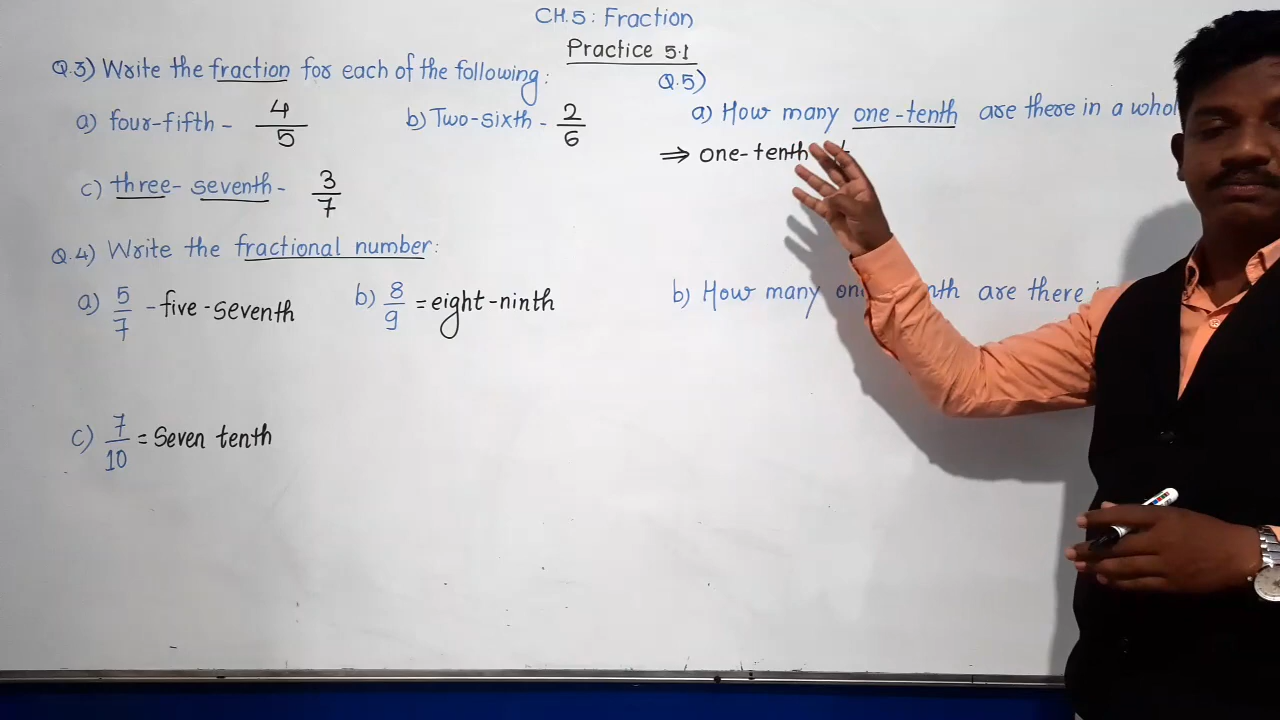 CH.5: Fraction
Practice 5.1
Q.3) Write the fraction for each of the following:
a) four-fifth - 4/5
b) Two-sixth - 2/6
c) three-seventh - 3/7
Q.4) Write the fractional number:
a) 5/7 - five-seventh
b) 8/9 = eight-ninth
c) 7/10 = Seven tenth
Q.5)
a) How many one-tenth are there in a
⇒ one-tenth
b) How many are there